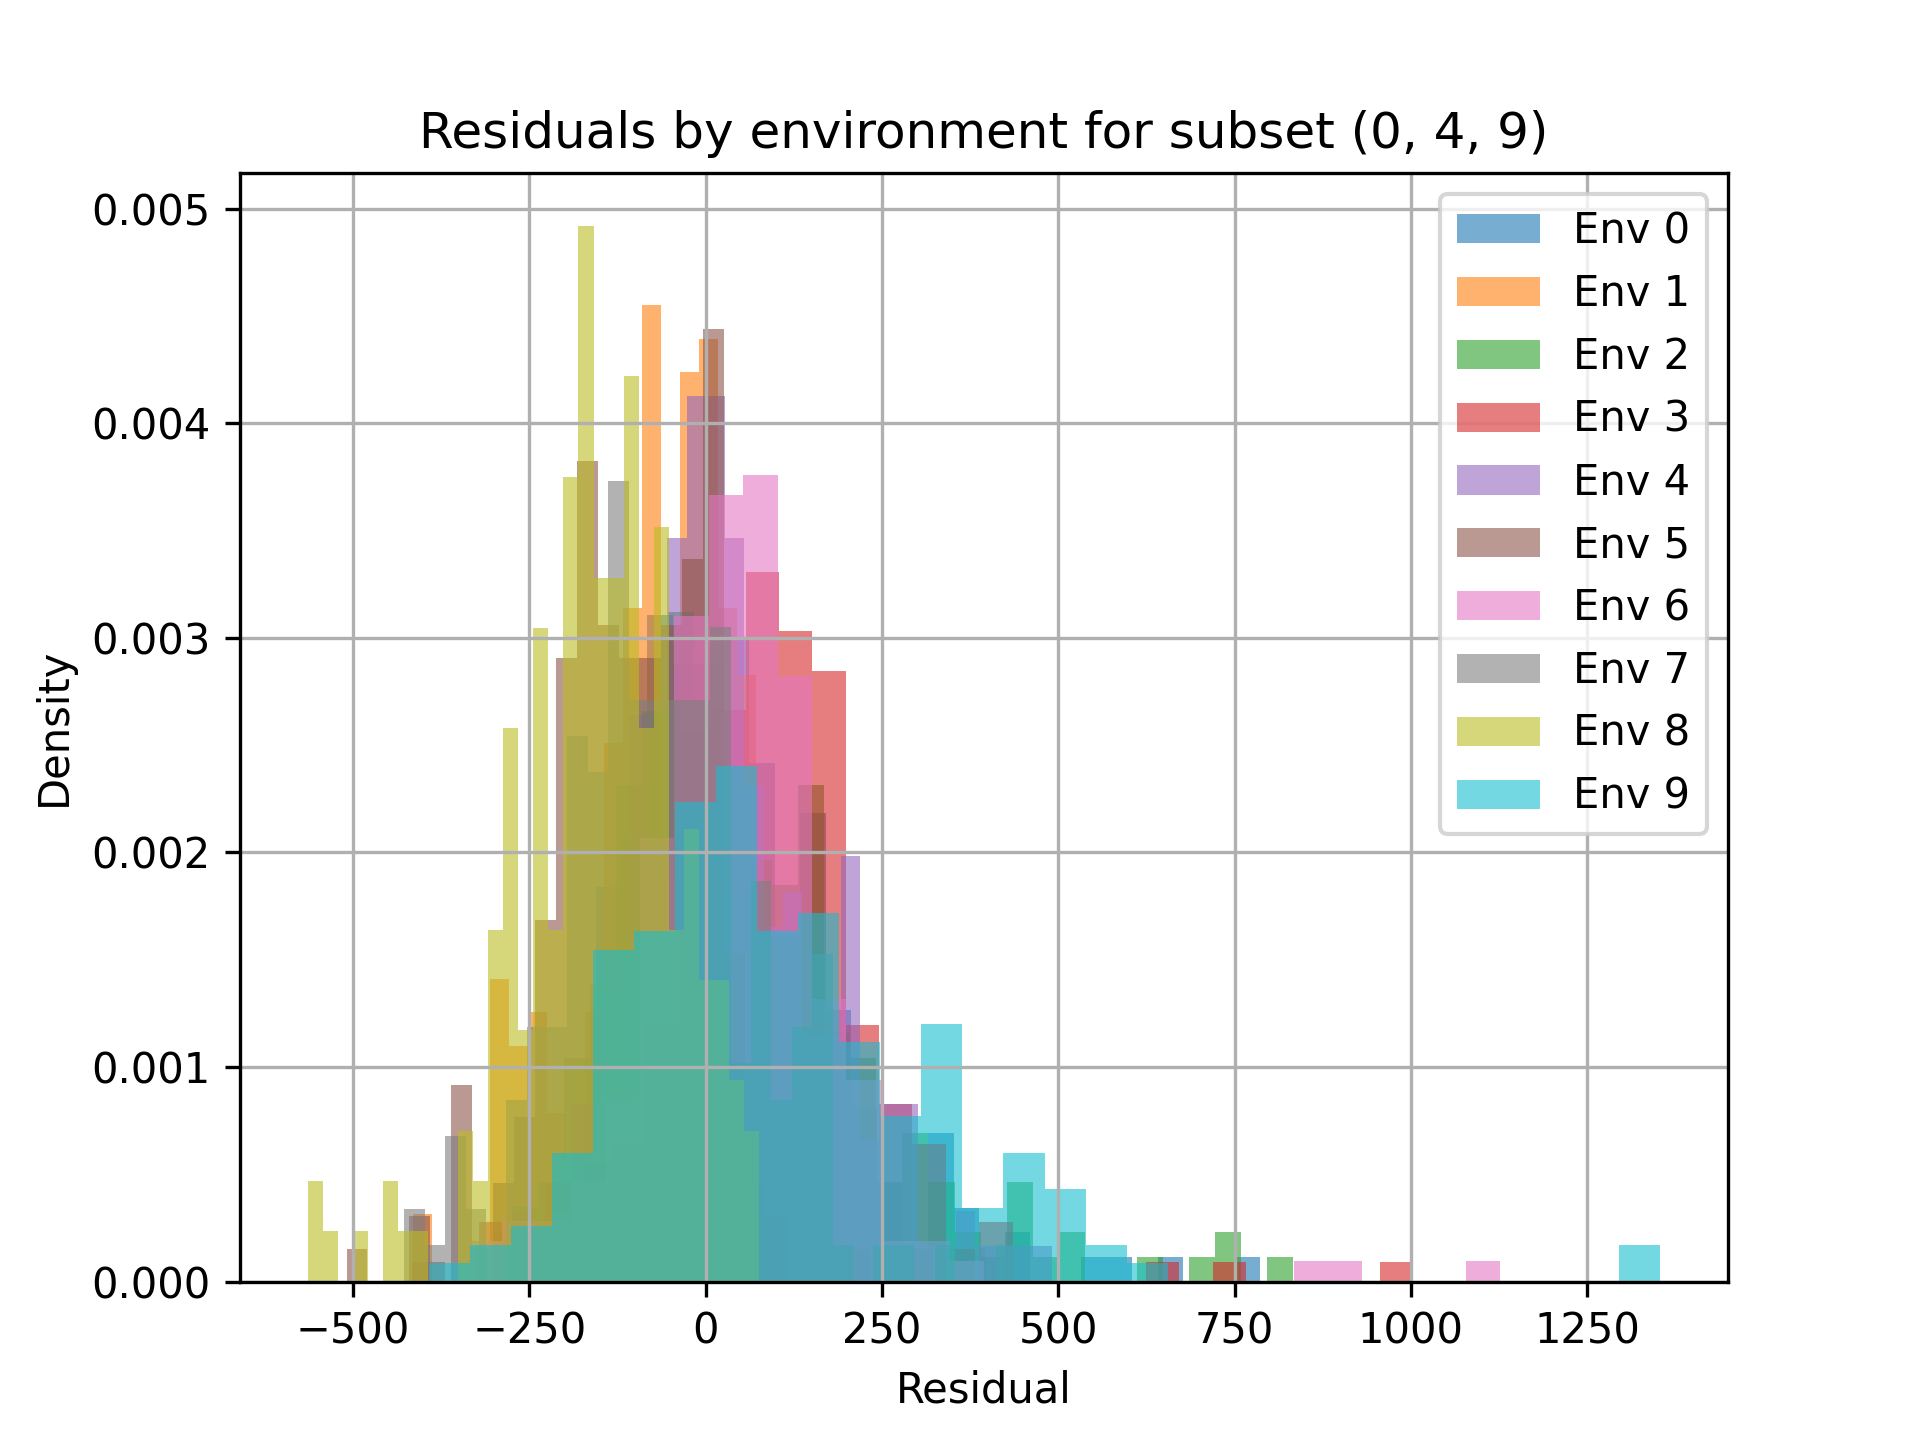 Residuals by environment for subset (0, 4, 9)
0.005
0.004
0.003
0.002
0.001
0.000
Density
−500
−250
0
250
500
750
1000
1250
Residual
Env 0
Env 1
Env 2
Env 3
Env 4
Env 5
Env 6
Env 7
Env 8
Env 9